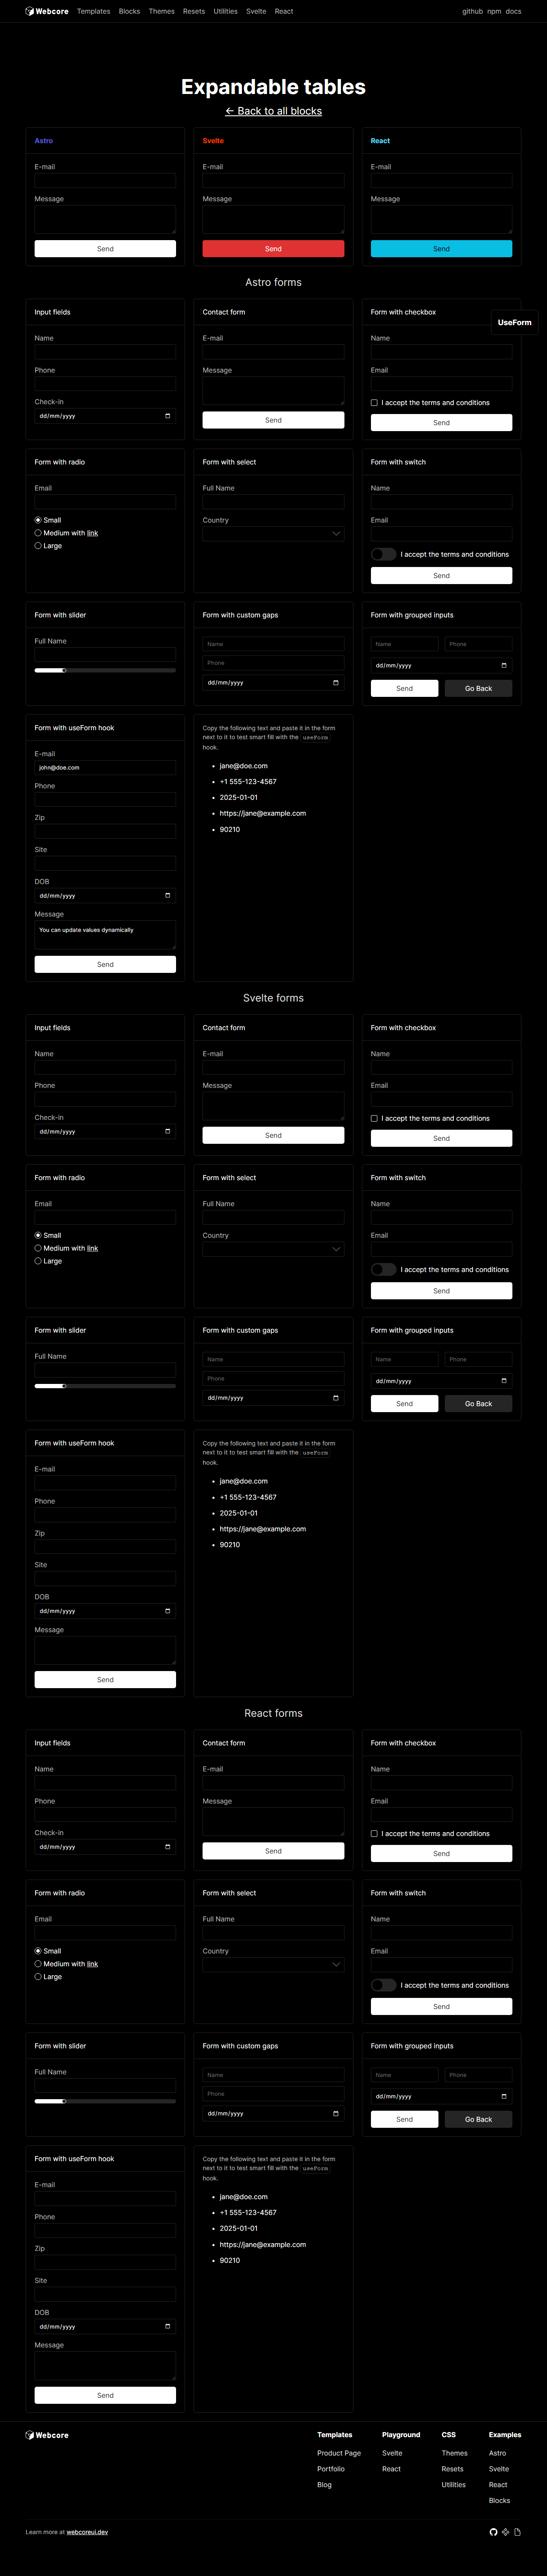 Webcore Templates Blocks Themes Resets Utilities Svelte React github npm docs
Expandable tables
← Back to all blocks
Astro
E-mail
Message
Send
Svelte
E-mail
Message
Send
React
E-mail
Message
Send
Astro forms
Input fields
Name
Phone
Check-in
dd/mm/yyyy
Contact form
E-mail
Message
Send
Form with checkbox
UseForm
Name
Email
I accept the terms and conditions
Send
Form with radio
Email
Small
Medium with link
Large
Form with select
Full Name
Country
Form with switch
Name
Email
I accept the terms and conditions
Send
Form with slider
Full Name
Form with custom gaps
Name
Phone
dd/mm/yyyy
Form with grouped inputs
Name Phone
dd/mm/yyyy
Send Go Back
Form with useForm hook
E-mail
john@doe.com
Phone
Zip
Site
DOB
dd/mm/yyyy
Message
You can update values dynamically
Send
Copy the following text and paste it in the form
next to it to test smart fill with the useForm
hook.
• jane@doe.com
• +1 555-123-4567
• 2025-01-01
• https://jane@example.com
• 90210
Svelte forms
Input fields
Name
Phone
Check-in
dd/mm/yyyy
Contact form
E-mail
Message
Send
Form with checkbox
Name
Email
I accept the terms and conditions
Send
Form with radio
Email
Small
Medium with link
Large
Form with select
Full Name
Country
Form with switch
Name
Email
I accept the terms and conditions
Send
Form with slider
Full Name
Form with custom gaps
Name
Phone
dd/mm/yyyy
Form with grouped inputs
Name Phone
dd/mm/yyyy
Send Go Back
Form with useForm hook
E-mail
Phone
Zip
Site
DOB
dd/mm/yyyy
Message
Send
Copy the following text and paste it in the form
next to it to test smart fill with the useForm
hook.
• jane@doe.com
• +1 555-123-4567
• 2025-01-01
• https://jane@example.com
• 90210
React forms
Input fields
Name
Phone
Check-in
dd/mm/yyyy
Contact form
E-mail
Message
Send
Form with checkbox
Name
Email
I accept the terms and conditions
Send
Form with radio
Email
Small
Medium with link
Large
Form with select
Full Name
Country
Form with switch
Name
Email
I accept the terms and conditions
Send
Form with slider
Full Name
Form with custom gaps
Name
Phone
dd/mm/yyyy
Form with grouped inputs
Name Phone
dd/mm/yyyy
Send Go Back
Form with useForm hook
E-mail
Phone
Zip
Site
DOB
dd/mm/yyyy
Message
Send
Copy the following text and paste it in the form
next to it to test smart fill with the useForm
hook.
• jane@doe.com
• +1 555-123-4567
• 2025-01-01
• https://jane@example.com
• 90210
Webcore
Templates
Product Page
Portfolio
Blog
Playground
Svelte
React
CSS
Themes
Resets
Utilities
Examples
Astro
Svelte
React
Blocks
Learn more at webcoreui.dev